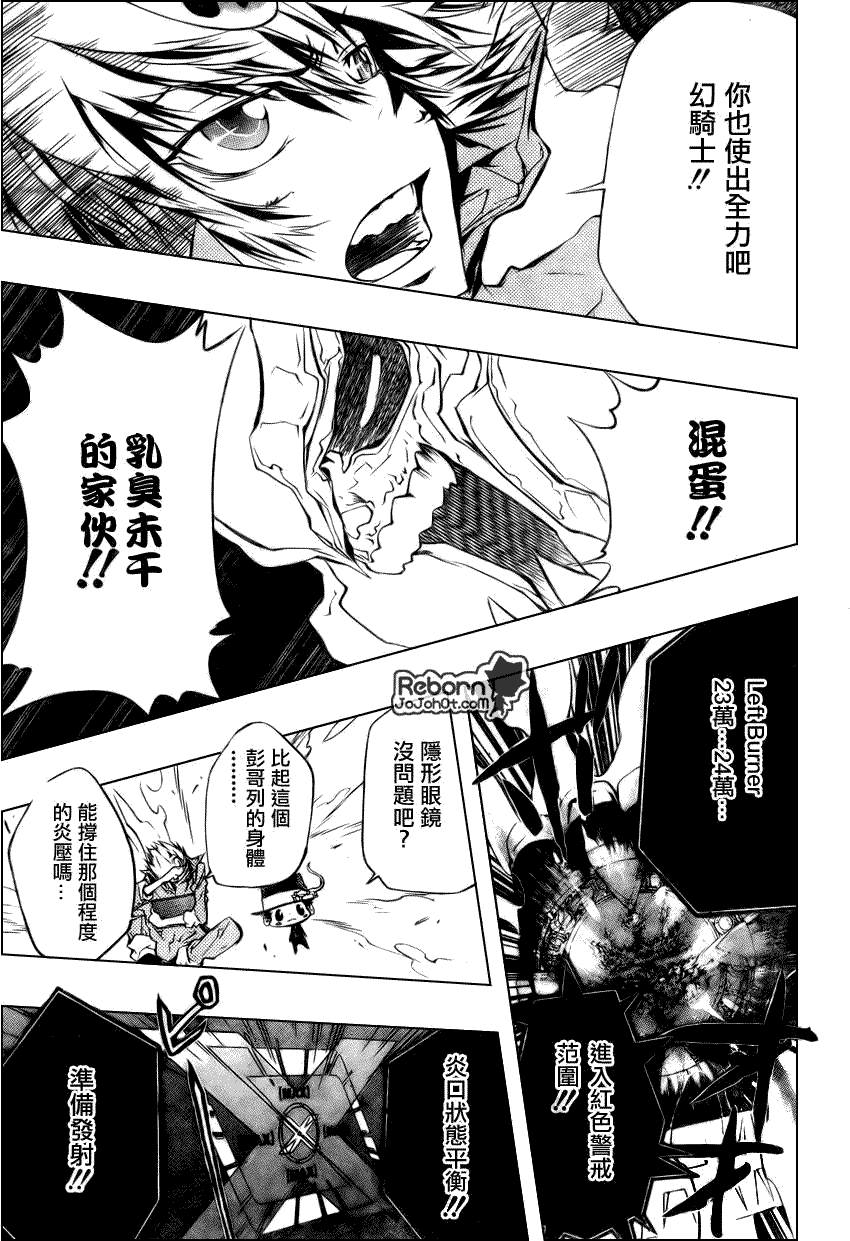 你也使出全力吧
幻騎士!!
混蛋!!
乳臭未干
的家伙!!
Left Burner
23萬…24萬…
進入紅色警戒
范圍!!
Reborn
JoJoh0t.com
隱形眼鏡
沒問題吧?
比起這個
彭哥列的身體
………
能撐住那個程度
的炎壓嗎…
炎口狀態平衡!!
準備發射!!
[MAX]